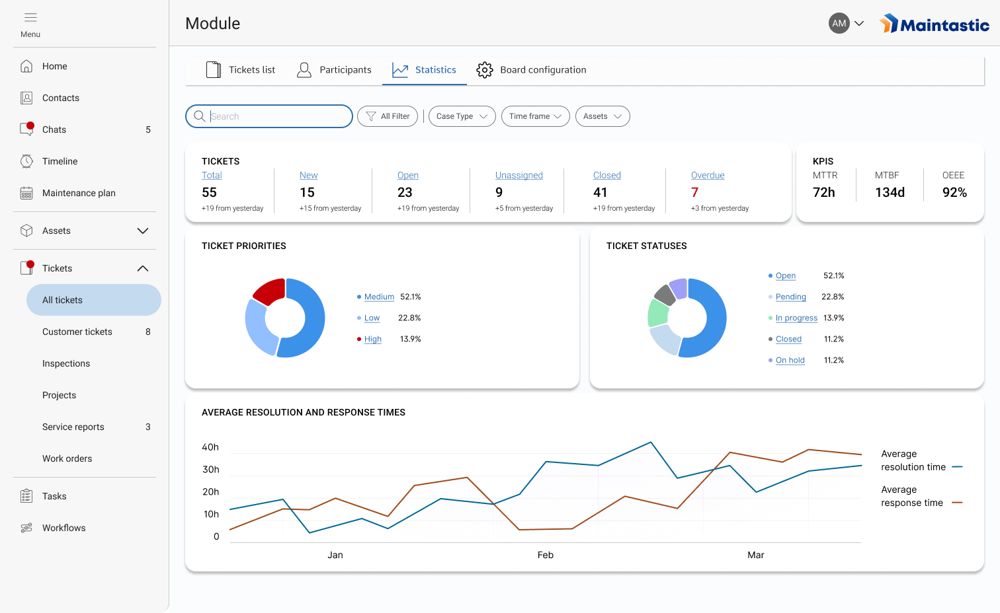 Menu
Home
Contacts
Chats 5
Timeline
Maintenance plan
Assets
Tickets
All tickets
Customer tickets 8
Inspections
Projects
Service reports 3
Work orders
Tasks
Workflows
Module
AM
Maintastic
Tickets list Participants Statistics Board configuration
Search All Filter Case Type Time frame Assets
TICKETS
Total New Open Unassigned Closed Overdue
55 15 23 9 41 7
+19 from yesterday +15 from yesterday +19 from yesterday +5 from yesterday +19 from yesterday +3 from yesterday
KPIS
MTTR MTBF OEEE
72h 134d 92%
TICKET PRIORITIES
Medium 52.1%
Low 22.8%
High 13.9%
TICKET STATUSES
Open 52.1%
Pending 22.8%
In progress 13.9%
Closed 11.2%
On hold 11.2%
AVERAGE RESOLUTION AND RESPONSE TIMES
40h
30h
20h
10h
0
Jan Feb Mar
Average
resolution time
Average
response time